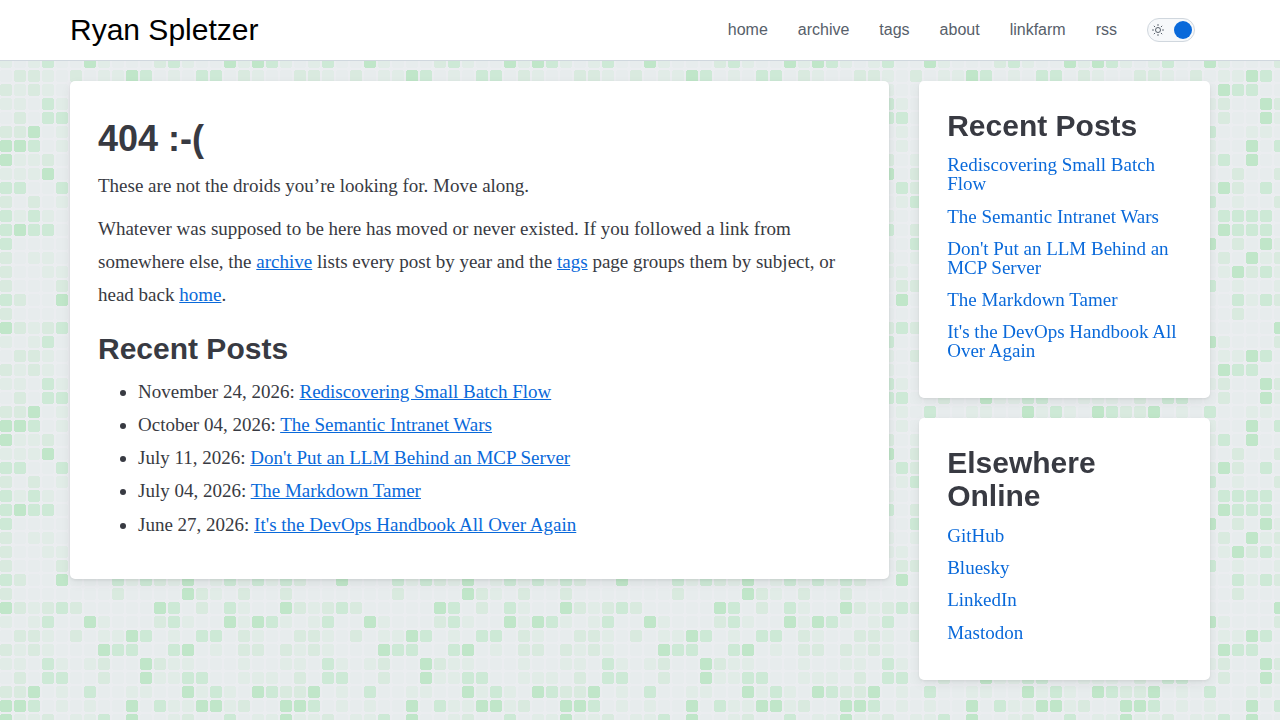 Ryan Spletzer
home archive tags about linkfarm rss
404 :-(
These are not the droids you’re looking for. Move along.
Whatever was supposed to be here has moved or never existed. If you followed a link from
somewhere else, the archive lists every post by year and the tags page groups them by subject, or
head back home.
Recent Posts
November 24, 2026: Rediscovering Small Batch Flow
October 04, 2026: The Semantic Intranet Wars
July 11, 2026: Don't Put an LLM Behind an MCP Server
July 04, 2026: The Markdown Tamer
June 27, 2026: It's the DevOps Handbook All Over Again
Recent Posts
Rediscovering Small Batch
Flow
The Semantic Intranet Wars
Don't Put an LLM Behind an
MCP Server
The Markdown Tamer
It's the DevOps Handbook All
Over Again
Elsewhere
Online
GitHub
Bluesky
LinkedIn
Mastodon